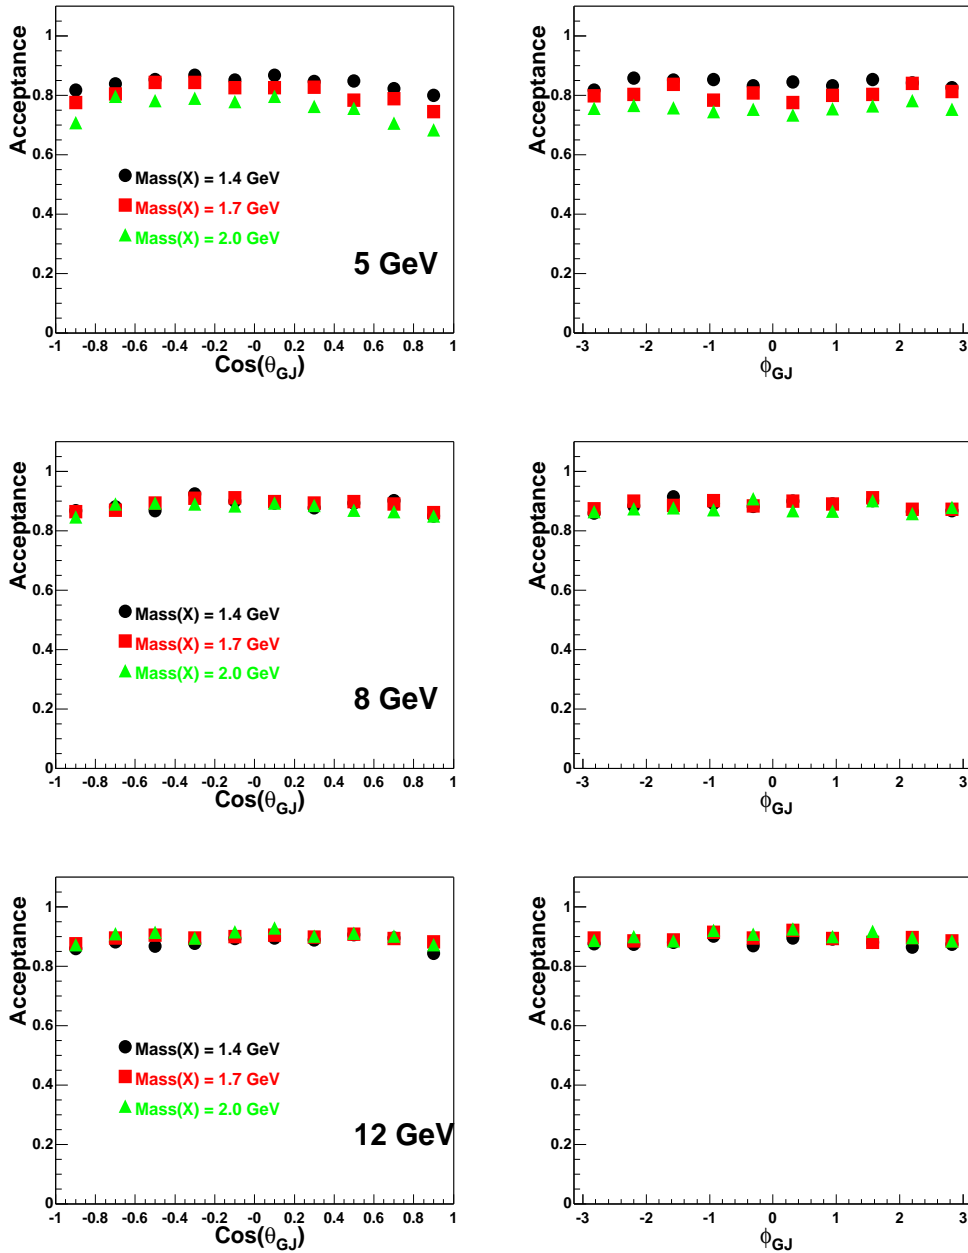 Acceptance
1
0.8
0.6
0.4
0.2
0
Mass(X) = 1.4 GeV
Mass(X) = 1.7 GeV
Mass(X) = 2.0 GeV
5 GeV
-1 -0.8 -0.6 -0.4 -0.2 -0 0.2 0.4 0.6 0.8 1
Cos(θGJ)
Acceptance
1
0.8
0.6
0.4
0.2
0
-3 -2 -1 0 1 2 3
ϕGJ
Acceptance
1
0.8
0.6
0.4
0.2
0
Mass(X) = 1.4 GeV
Mass(X) = 1.7 GeV
Mass(X) = 2.0 GeV
8 GeV
-1 -0.8 -0.6 -0.4 -0.2 -0 0.2 0.4 0.6 0.8 1
Cos(θGJ)
Acceptance
1
0.8
0.6
0.4
0.2
0
-3 -2 -1 0 1 2 3
ϕGJ
Acceptance
1
0.8
0.6
0.4
0.2
0
Mass(X) = 1.4 GeV
Mass(X) = 1.7 GeV
Mass(X) = 2.0 GeV
12 GeV
-1 -0.8 -0.6 -0.4 -0.2 -0 0.2 0.4 0.6 0.8 1
Cos(θGJ)
Acceptance
1
0.8
0.6
0.4
0.2
0
-3 -2 -1 0 1 2 3
ϕGJ